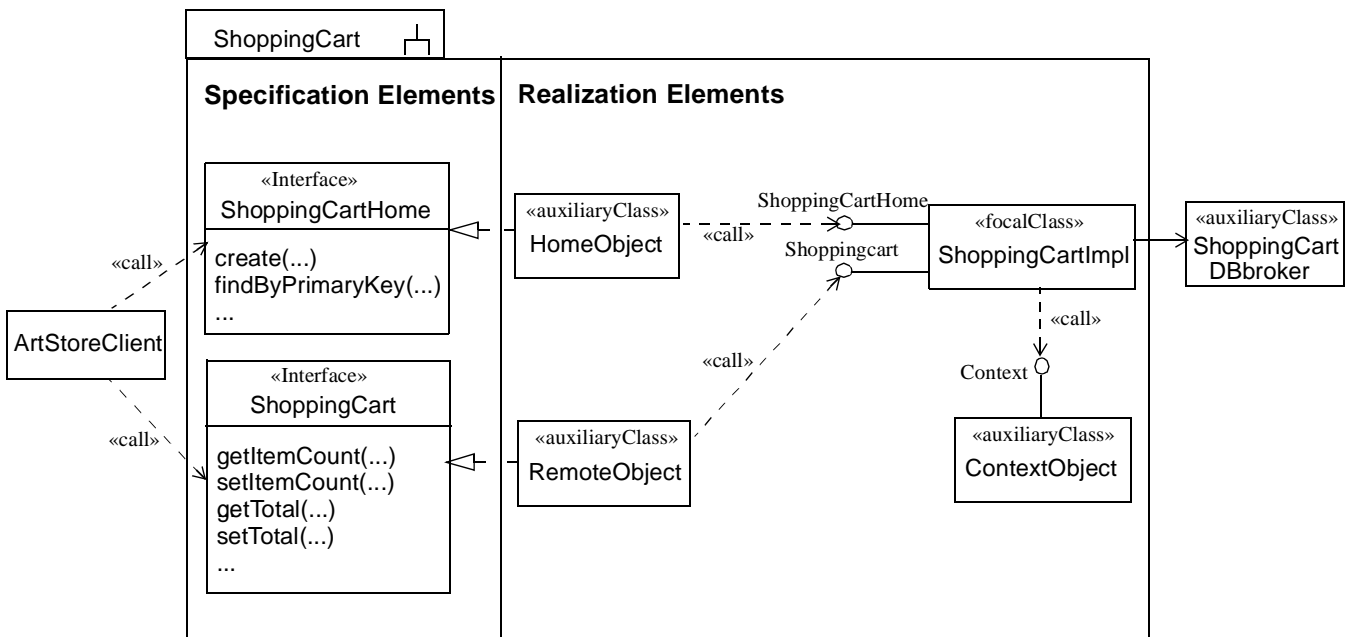 ShoppingCart
Specification Elements
Realization Elements
«Interface»
ShoppingCartHome
create(...)
findByPrimaryKey(...)
...
«call»
ArtStoreClient
«call»
«Interface»
ShoppingCart
getItemCount(...)
setItemCount(...)
getTotal(...)
setTotal(...)
...
«auxiliaryClass»
HomeObject
«call»
ShoppingCartHome
Shoppingcart
«focalClass»
ShoppingCartImpl
«auxiliaryClass»
ShoppingCart
DBbroker
«call»
«call»
Context
«auxiliaryClass»
RemoteObject
«auxiliaryClass»
ContextObject